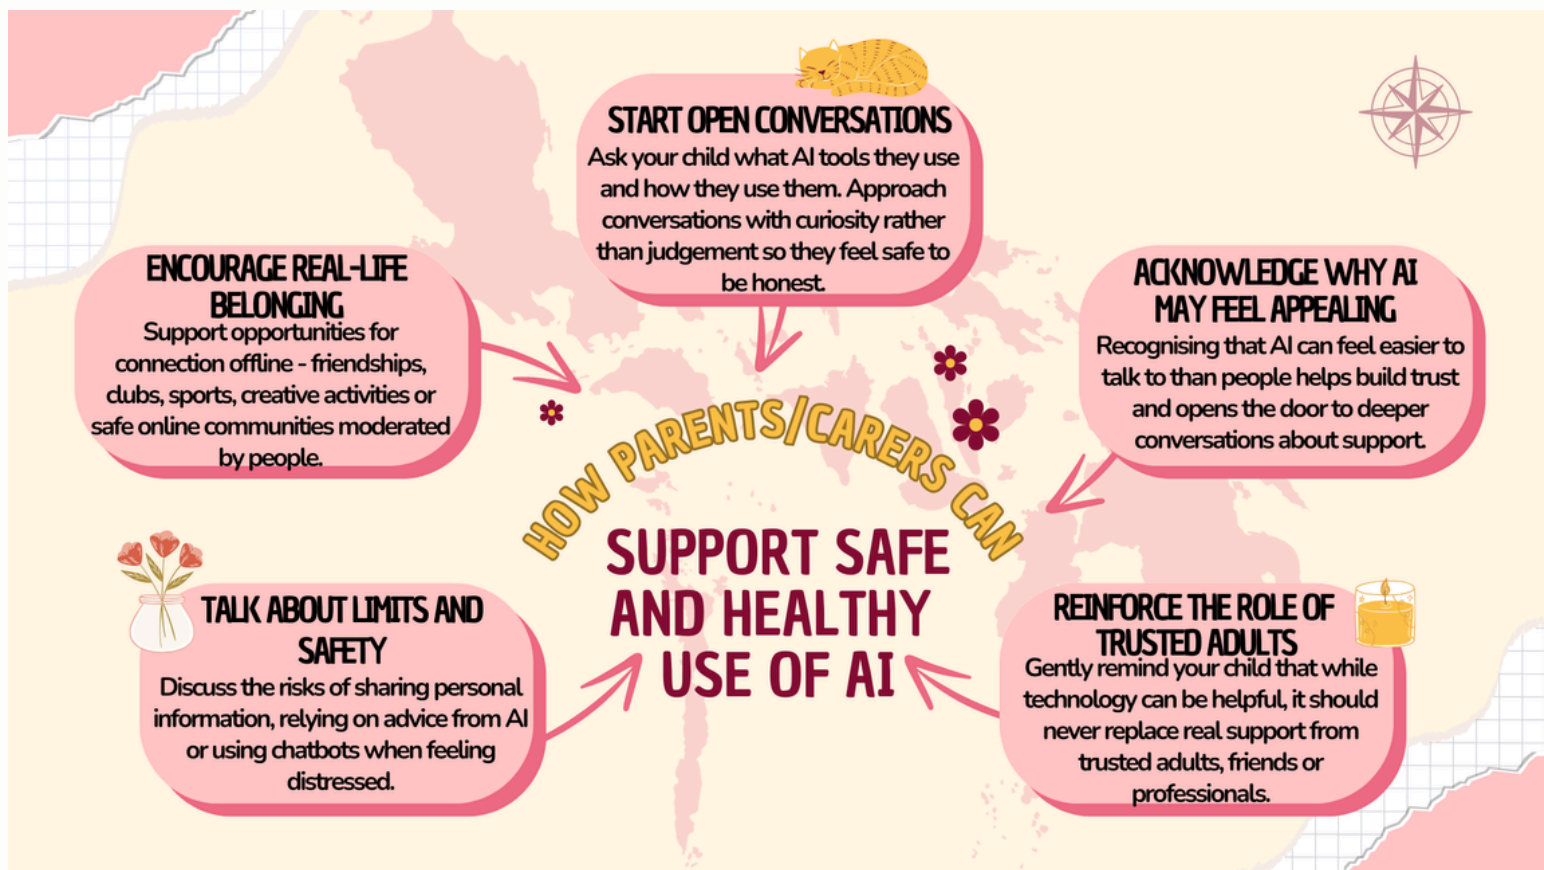 START OPEN CONVERSATIONS
Ask your child what AI tools they use
and how they use them. Approach
conversations with curiosity rather
than judgement so they feel safe to
be honest.
ENCOURAGE REAL-LIFE
BELONGING
Support opportunities for
connection offline - friendships,
clubs, sports, creative activities or
safe online communities moderated
by people.
ACKNOWLEDGE WHY AI
MAY FEEL APPEALING
Recognising that AI can feel easier to
talk to than people helps build trust
and opens the door to deeper
conversations about support.
HOW PARENTS/CARERS CAN
SUPPORT SAFE
AND HEALTHY
USE OF AI
TALK ABOUT LIMITS AND
SAFETY
Discuss the risks of sharing personal
information, relying on advice from AI
or using chatbots when feeling
distressed.
REINFORCE THE ROLE OF
TRUSTED ADULTS
Gently remind your child that while
technology can be helpful, it should
never replace real support from
trusted adults, friends or
professionals.